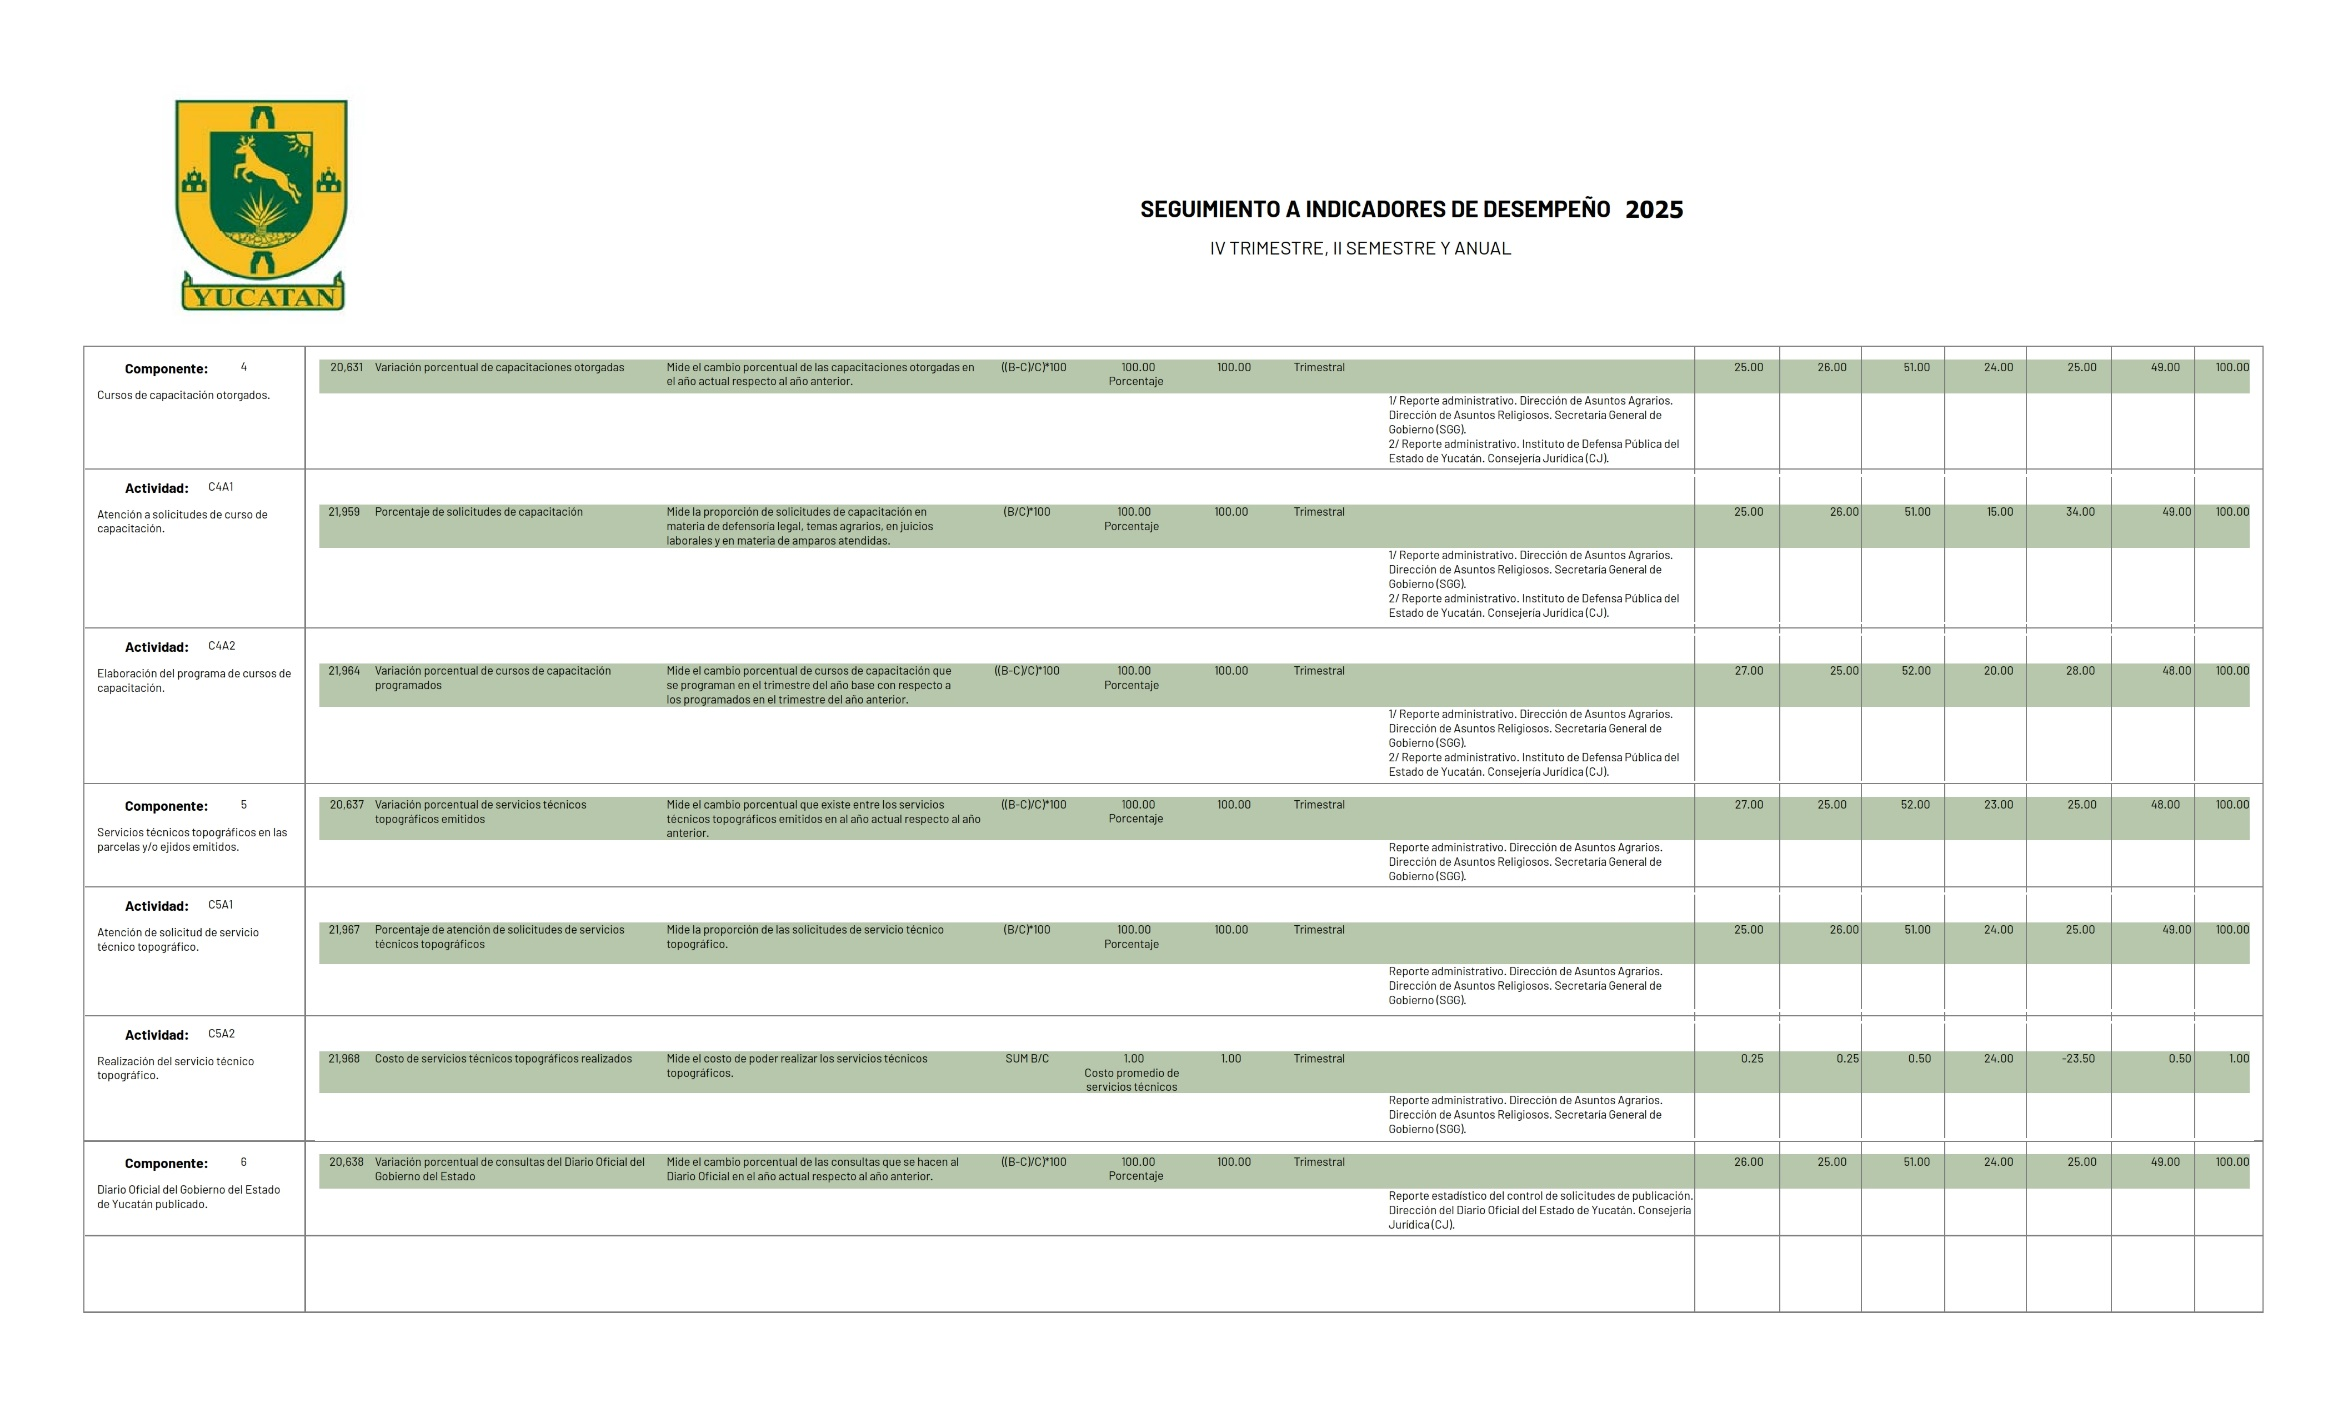 YUCATAN
SEGUIMIENTO A INDICADORES DE DESEMPEÑO 2025
IV TRIMESTRE, II SEMESTRE Y ANUAL
Componente: 4
Cursos de capacitación otorgados.
20,631 Variación porcentual de capacitaciones otorgadas Mide el cambio porcentual de las capacitaciones otorgadas en ((B-C)/C)*100 100.00 100.00 Trimestral 25.00 26.00 51.00 24.00 25.00 49.00 100.00
el año actual respecto al año anterior. Porcentaje
1/ Reporte administrativo. Dirección de Asuntos Agrarios.
Dirección de Asuntos Religiosos. Secretaría General de
Gobierno (SGG).
2/ Reporte administrativo. Instituto de Defensa Pública del
Estado de Yucatán. Consejería Jurídica (CJ).
Actividad: C4A1
Atención a solicitudes de curso de
capacitación.
21,959 Porcentaje de solicitudes de capacitación Mide la proporción de solicitudes de capacitación en (B/C)*100 100.00 100.00 Trimestral 25.00 26.00 51.00 15.00 34.00 49.00 100.00
materia de defensoría legal, temas agrarios, en juicios Porcentaje
laborales y en materia de amparos atendidas.
1/ Reporte administrativo. Dirección de Asuntos Agrarios.
Dirección de Asuntos Religiosos. Secretaría General de
Gobierno (SGG).
2/ Reporte administrativo. Instituto de Defensa Pública del
Estado de Yucatán. Consejería Jurídica (CJ).
Actividad: C4A2
Elaboración del programa de cursos de
capacitación.
21,964 Variación porcentual de cursos de capacitación Mide el cambio porcentual de cursos de capacitación que ((B-C)/C)*100 100.00 100.00 Trimestral 27.00 25.00 52.00 20.00 28.00 48.00 100.00
programados se programan en el trimestre del año base con respecto a Porcentaje
los programados en el trimestre del año anterior.
1/ Reporte administrativo. Dirección de Asuntos Agrarios.
Dirección de Asuntos Religiosos. Secretaría General de
Gobierno (SGG).
2/ Reporte administrativo. Instituto de Defensa Pública del
Estado de Yucatán. Consejería Jurídica (CJ).
Componente: 5
Servicios técnicos topográficos en las
parcelas y/o ejidos emitidos.
20,637 Variación porcentual de servicios técnicos Mide el cambio porcentual que existe entre los servicios ((B-C)/C)*100 100.00 100.00 Trimestral 27.00 25.00 52.00 23.00 25.00 48.00 100.00
topográficos emitidos técnicos topográficos emitidos en al año actual respecto al año Porcentaje
anterior.
Reporte administrativo. Dirección de Asuntos Agrarios.
Dirección de Asuntos Religiosos. Secretaría General de
Gobierno (SGG).
Actividad: C5A1
Atención de solicitud de servicio
técnico topográfico.
21,967 Porcentaje de atención de solicitudes de servicios Mide la proporción de las solicitudes de servicio técnico (B/C)*100 100.00 100.00 Trimestral 25.00 26.00 51.00 24.00 25.00 49.00 100.00
técnicos topográficos topográfico. Porcentaje
Reporte administrativo. Dirección de Asuntos Agrarios.
Dirección de Asuntos Religiosos. Secretaría General de
Gobierno (SGG).
Actividad: C5A2
Realización del servicio técnico
topográfico.
21,968 Costo de servicios técnicos topográficos realizados Mide el costo de poder realizar los servicios técnicos SUM B/C 1.00 1.00 Trimestral 0.25 0.25 0.50 24.00 -23.50 0.50 1.00
topográficos. Costo promedio de
servicios técnicos
Reporte administrativo. Dirección de Asuntos Agrarios.
Dirección de Asuntos Religiosos. Secretaría General de
Gobierno (SGG).
Componente: 6
Diario Oficial del Gobierno del Estado
de Yucatán publicado.
20,638 Variación porcentual de consultas del Diario Oficial del Mide el cambio porcentual de las consultas que se hacen al ((B-C)/C)*100 100.00 100.00 Trimestral 26.00 25.00 51.00 24.00 25.00 49.00 100.00
Gobierno del Estado Diario Oficial en el año actual respecto al año anterior. Porcentaje
Reporte estadístico del control de solicitudes de publicación.
Dirección del Diario Oficial del Estado de Yucatán. Consejería
Jurídica (CJ).